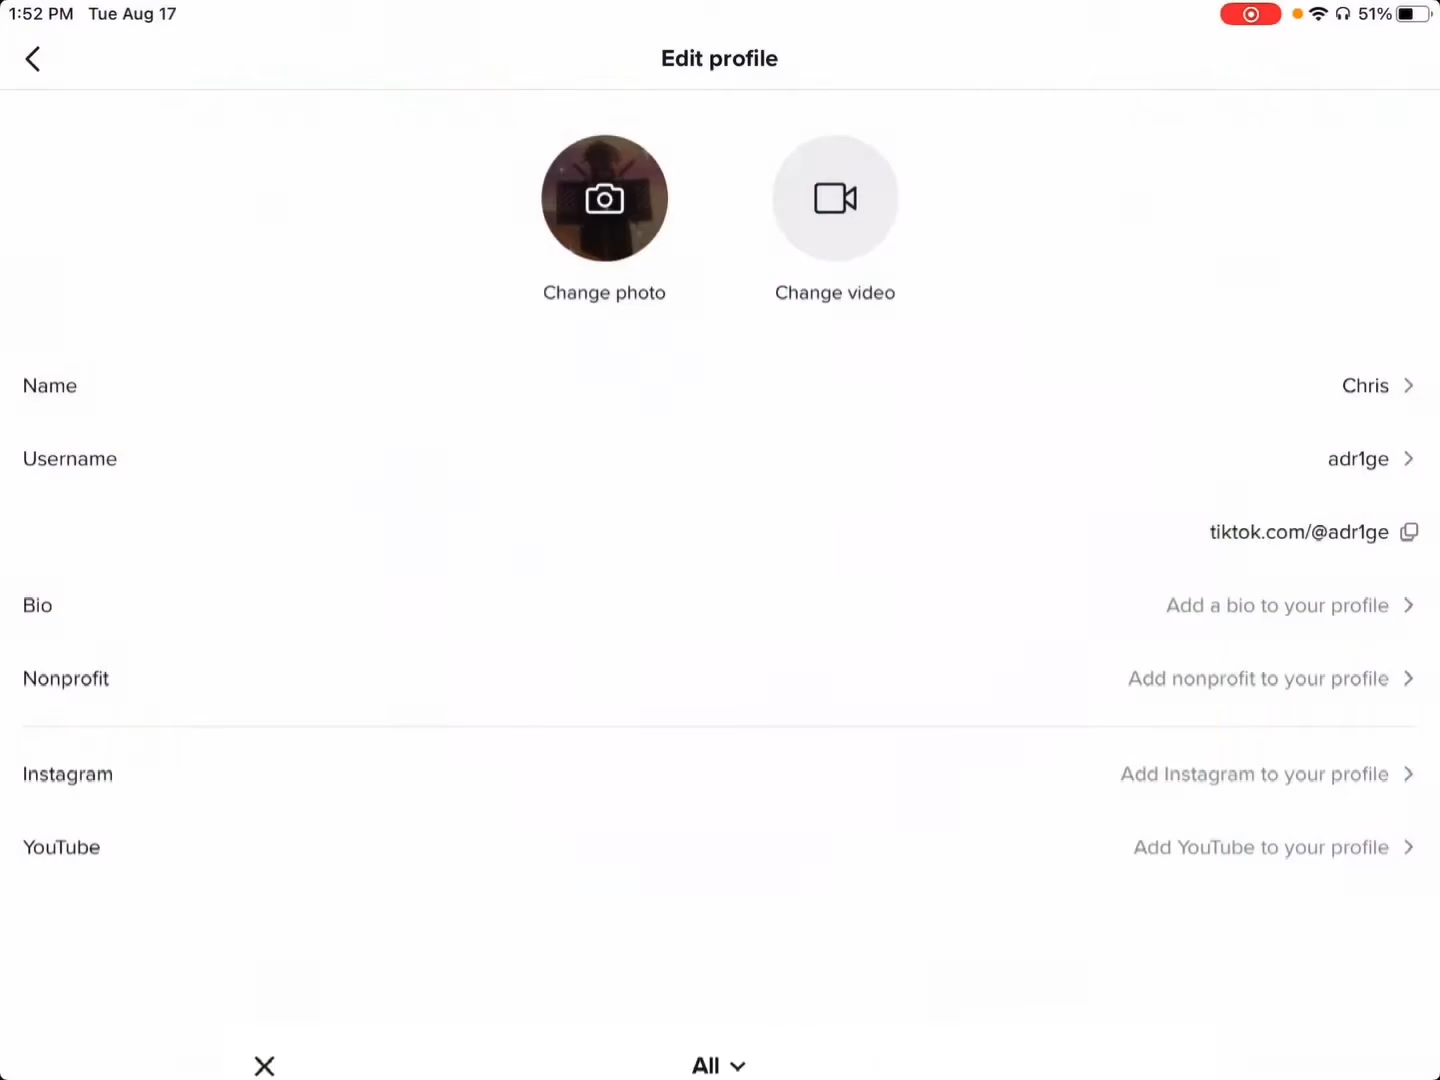 1:52 PM Tue Aug 17 51%
Edit profile
Change photo Change video
Name Chris
Username adr1ge
tiktok.com/@adr1ge
Bio Add a bio to your profile
Nonprofit Add nonprofit to your profile
Instagram Add Instagram to your profile
YouTube Add YouTube to your profile
All